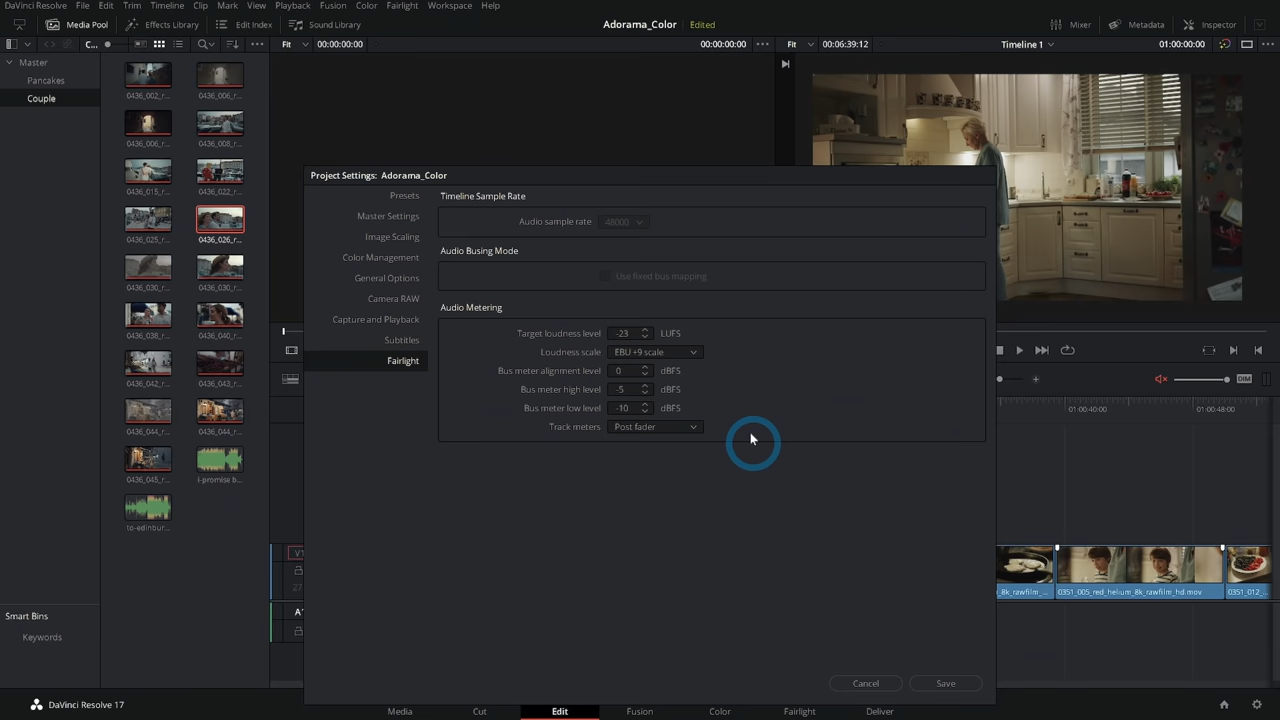 DaVinci Resolve File Edit Trim Timeline Clip Mark View Playback Fusion Color Fairlight Workspace Help
Media Pool Effects Library Edit Index Sound Library Adorama_Color Edited Mixer Metadata Inspector
C... Fit 00:00:00:00 00:00:00:00 Fit 00:06:39:12 Timeline 1 01:00:00:00
Master
Pancakes
Couple
0436_002_r... 0436_006_r...
0436_006_r... 0436_008_r...
0436_015_r... 0436_022_r...
0436_025_r... 0436_026_r...
0436_030_r... 0436_030_r...
0436_038_r... 0436_040_r...
0436_042_r... 0436_043_r...
0436_044_r... 0436_044_r...
0436_045_r... i-promise b...
to-edinbur...
Smart Bins
Keywords
Project Settings: Adorama_Color
Presets
Master Settings
Image Scaling
Color Management
General Options
Camera RAW
Capture and Playback
Subtitles
Fairlight
Timeline Sample Rate
Audio sample rate 48000
Audio Busing Mode
Use fixed bus mapping
Audio Metering
Target loudness level -23 LUFS
Loudness scale EBU +9 scale
Bus meter alignment level 0 dBFS
Bus meter high level -5 dBFS
Bus meter low level -10 dBFS
Track meters Post fader
Cancel Save
DIM
01:00:40:00 01:00:48:00
V1
A1
_8k_rawfilm_... 0351_005_red_helium_8k_rawfilm_hd.mov 0351_012_...
DaVinci Resolve 17 Media Cut Edit Fusion Color Fairlight Deliver